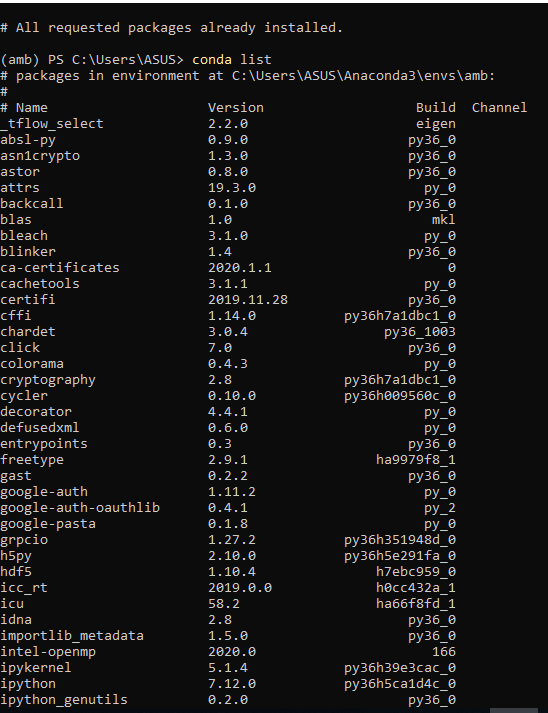 # All requested packages already installed.
(amb) PS C:\Users\ASUS> conda list
# packages in environment at C:\Users\ASUS\Anaconda3\envs\amb:
#
# Name                    Version                   Build  Channel
_tflow_select             2.2.0                     eigen
absl-py                   0.9.0                    py36_0
asn1crypto                1.3.0                    py36_0
astor                     0.8.0                    py36_0
attrs                     19.3.0                     py_0
backcall                  0.1.0                    py36_0
blas                      1.0                         mkl
bleach                    3.1.0                      py_0
blinker                   1.4                      py36_0
ca-certificates           2020.1.1                      0
cachetools                3.1.1                      py_0
certifi                   2019.11.28               py36_0
cffi                      1.14.0           py36h7a1dbc1_0
chardet                   3.0.4                 py36_1003
click                     7.0                      py36_0
colorama                  0.4.3                      py_0
cryptography              2.8              py36h7a1dbc1_0
cycler                    0.10.0           py36h009560c_0
decorator                 4.4.1                      py_0
defusedxml                0.6.0                      py_0
entrypoints               0.3                      py36_0
freetype                  2.9.1                ha9979f8_1
gast                      0.2.2                    py36_0
google-auth               1.11.2                     py_0
google-auth-oauthlib      0.4.1                      py_2
google-pasta              0.1.8                      py_0
grpcio                    1.27.2           py36h351948d_0
h5py                      2.10.0           py36h5e291fa_0
hdf5                      1.10.4               h7ebc959_0
icc_rt                    2019.0.0             h0cc432a_1
icu                       58.2                 ha66f8fd_1
idna                      2.8                      py36_0
importlib_metadata        1.5.0                    py36_0
intel-openmp              2020.0                      166
ipykernel                 5.1.4            py36h39e3cac_0
ipython                   7.12.0           py36h5ca1d4c_0
ipython_genutils          0.2.0                    py36_0